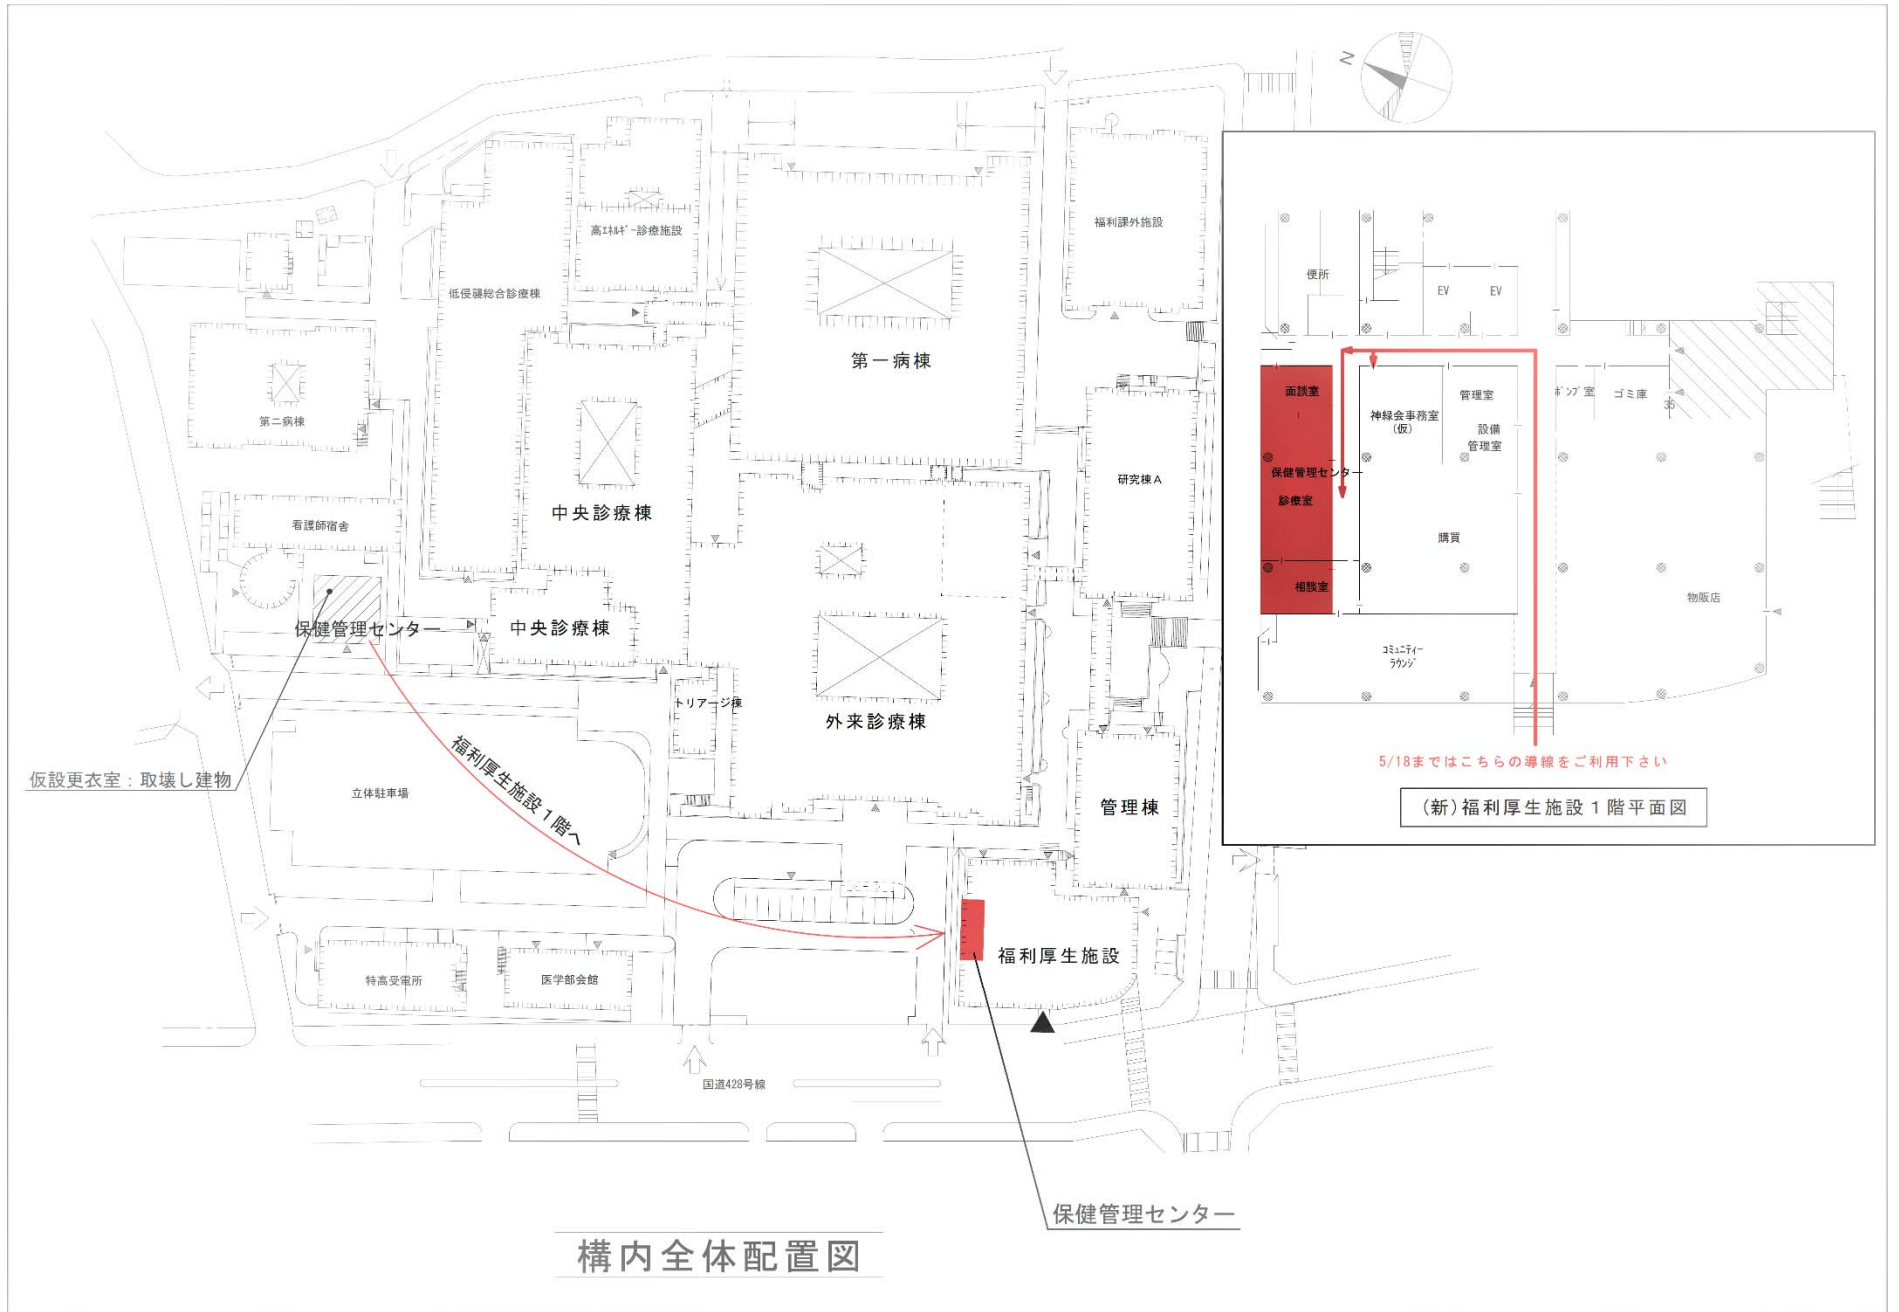 N
高エネルギー診療施設
福利課外施設
低侵襲総合診療棟
第一病棟
第二病棟
研究棟A
中央診療棟
看護師宿舎
保健管理センター
中央診療棟
トリアージ棟
外来診療棟
福利厚生施設1階へ
仮設更衣室:取壊し建物
立体駐車場
管理棟
福利厚生施設
特高受電所
医学部会館
国道428号線
保健管理センター
構内全体配置図
便所
EV
EV
面談室
神緑会事務室
(仮)
管理室
設備
管理室
ポンプ室
ゴミ庫
35
保健管理センター
診療室
購買
相談室
物販店
コミュニティー
ラウンジ
5/18まではこちらの導線をご利用下さい
(新)福利厚生施設1階平面図